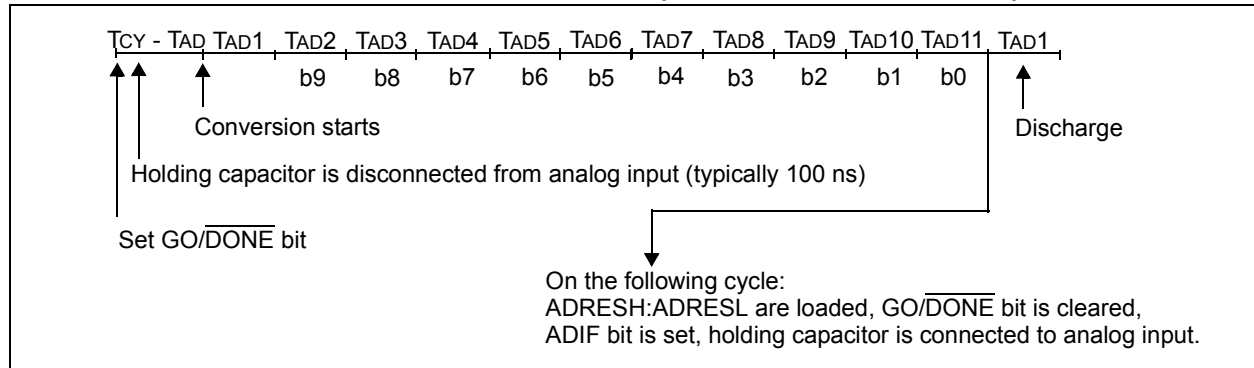 TCY - TAD TAD1 TAD2 TAD3 TAD4 TAD5 TAD6 TAD7 TAD8 TAD9 TAD10 TAD11 TAD1
b9 b8 b7 b6 b5 b4 b3 b2 b1 b0
Conversion starts
Discharge
Holding capacitor is disconnected from analog input (typically 100 ns)
Set GO/DONE bit
On the following cycle:
ADRESH:ADRESL are loaded, GO/DONE bit is cleared,
ADIF bit is set, holding capacitor is connected to analog input.